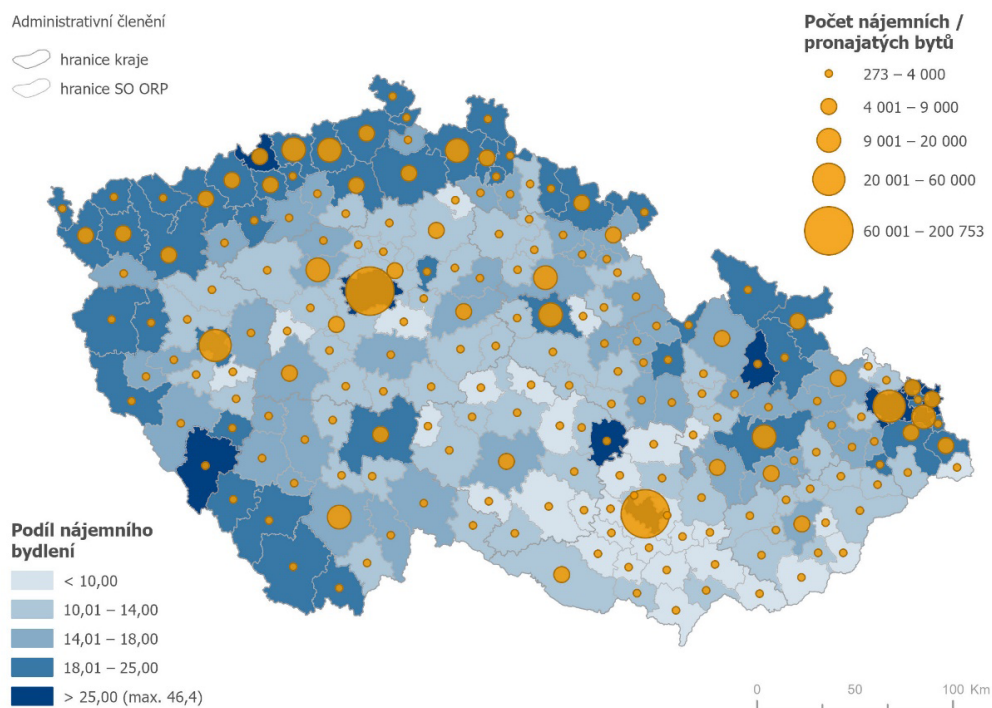 Administrativní členění
hranice kraje
hranice SO ORP
Počet nájemních /
pronajatých bytů
273 – 4 000
4 001 – 9 000
9 001 – 20 000
20 001 – 60 000
60 001 – 200 753
Podíl nájemního
bydlení
< 10,00
10,01 – 14,00
14,01 – 18,00
18,01 – 25,00
> 25,00 (max. 46,4)
0 50 100 Km